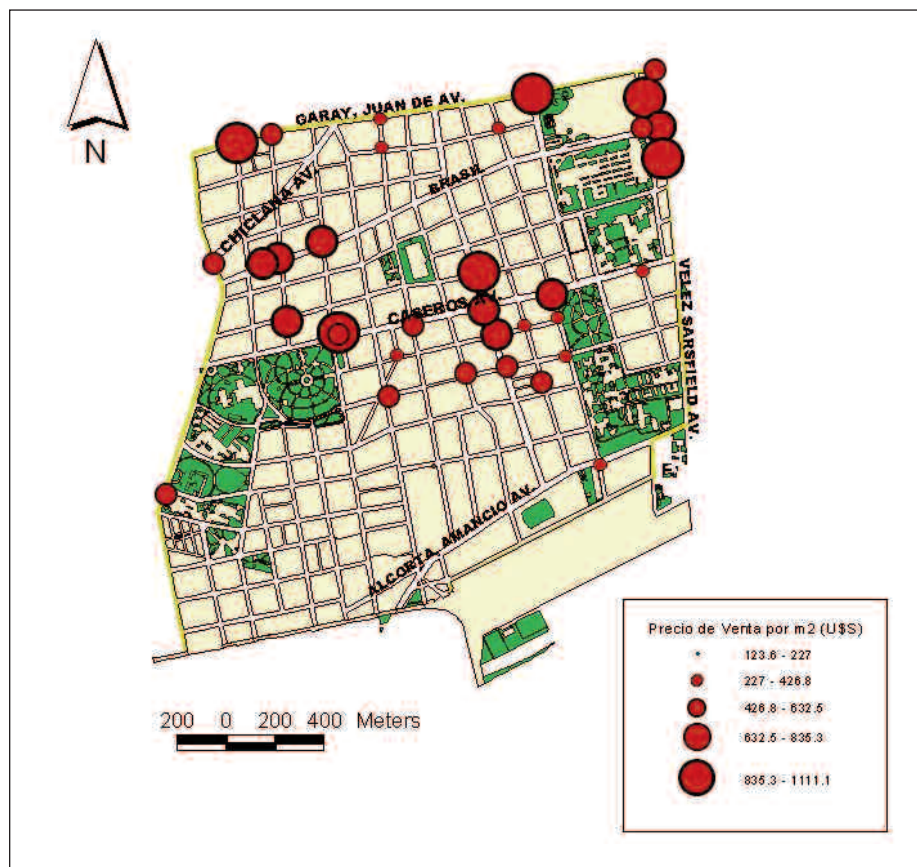 GARAY, JUAN DE AV.
N
CHICLANA AV.
BRASIL
CASEROS AV.
VELEZ SARSFIELD AV.
ALCORTA, AMANCIO AV.
200 0 200 400 Meters
Precio de Venta por m2 (U$S)
123.6 - 227
227 - 426.8
426.8 - 632.5
632.5 - 835.3
835.3 - 1111.1